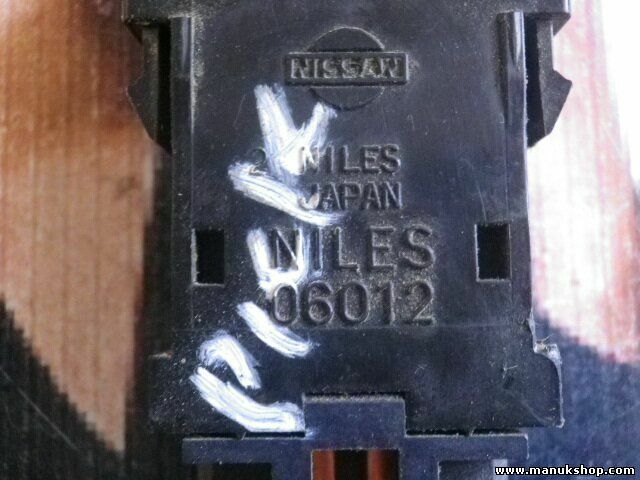 NISSAN
2 NILES
JAPAN
NILES
06012
www.manukshop.com